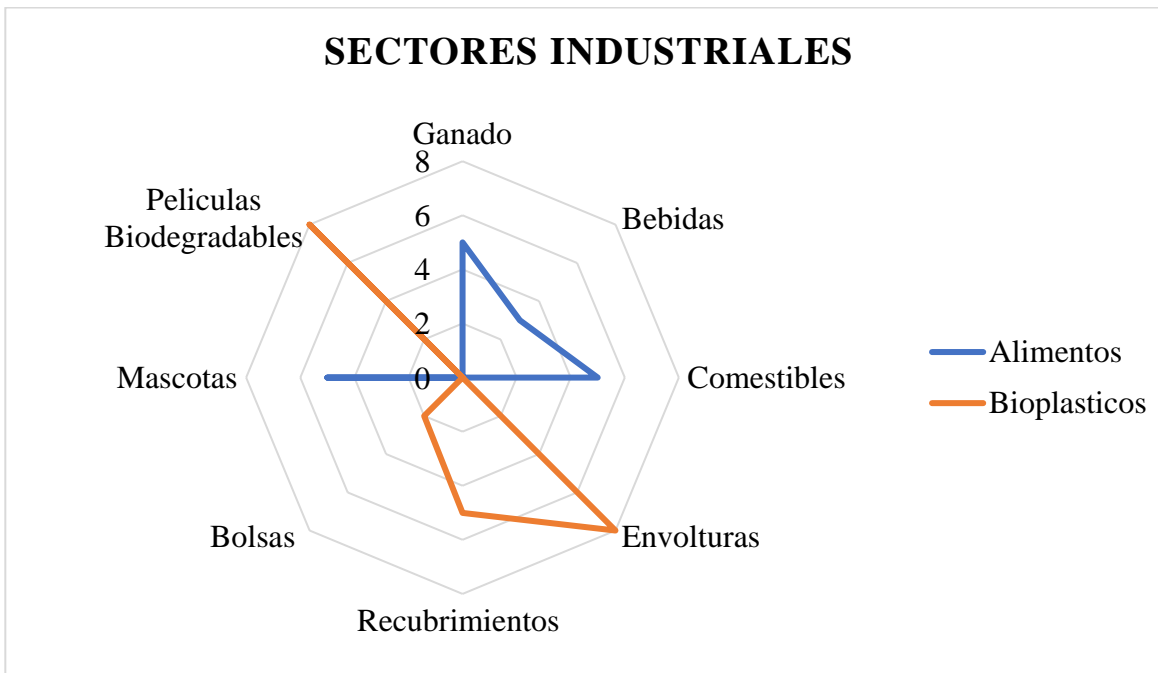 SECTORES INDUSTRIALES
Ganado
8
Peliculas
Biodegradables
Bebidas
6
4
2
0
Mascotas
Comestibles
Alimentos
Bioplasticos
Bolsas
Envolturas
Recubrimientos